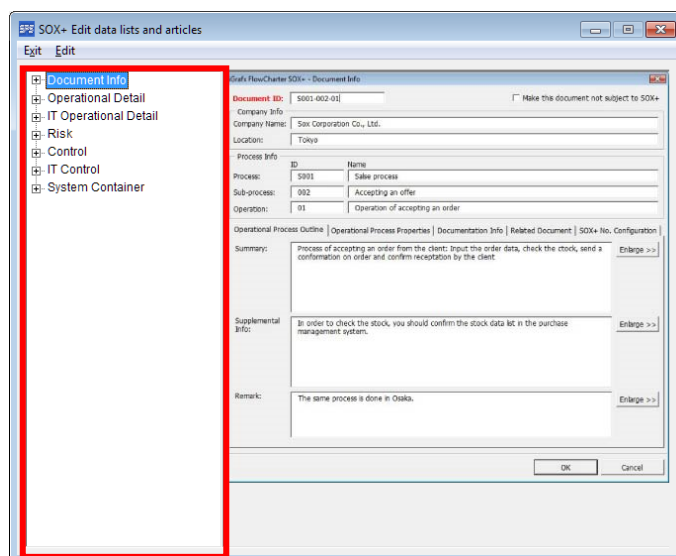 SPS SOX+ Edit data lists and articles
Exit Edit
Document Info
Operational Detail
IT Operational Detail
Risk
Control
IT Control
System Container
iGrafx FlowCharter SOX+ - Document Info
Document ID: S001-002-01 Make this document not subject to SOX+
Company Info
Company Name: Sox Corporation Co., Ltd.
Location: Tokyo
Process Info
ID Name
Process: S001 Sales process
Sub-process: 002 Accepting an offer
Operation: 01 Operation of accepting an order
Operational Process Outline Operational Process Properties Documentation Info Related Document SOX+ No. Configuration
Summary: Process of accepting an order from the client: Input the order data, check the ctock, send a Enlarge >>
conformation on order and confirm receptation by the client
Supplemental Info: In order to check the stock, you should confirm the stock data list in the purchase Enlarge >>
management system.
Remark: The same process is done in Osaka. Enlarge >>
OK Cancel